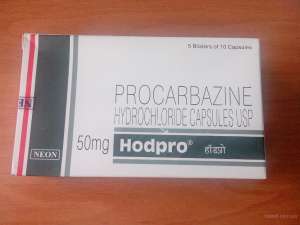 5 Blisters of 10 Capsules
PROCARBAZINE
HYDROCHLORIDE CAPSULES USP
50mg Hodpro®
NEON